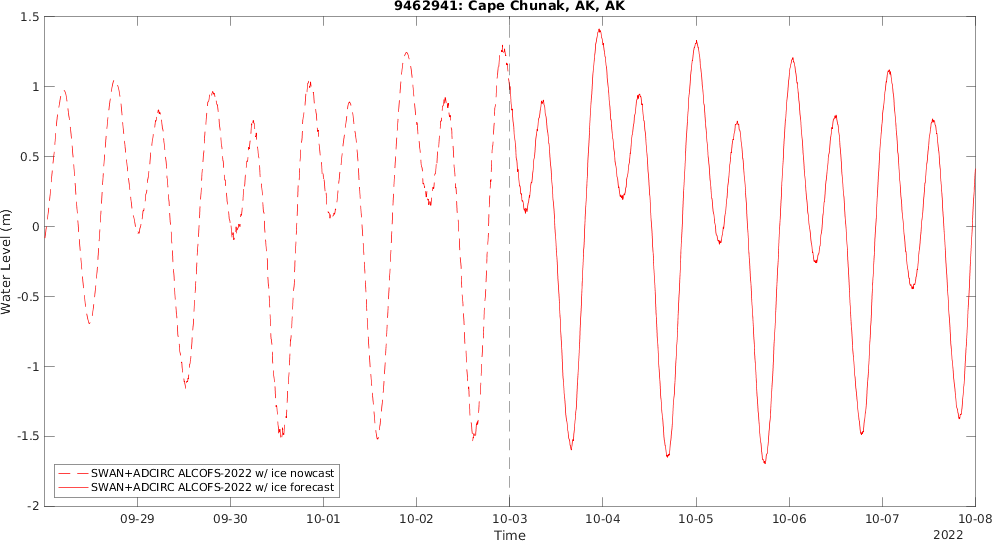 9462941: Cape Chunak, AK, AK
1.5
1
0.5
0
-0.5
-1
-1.5
-2
Water Level (m)
SWAN+ADCIRC ALCOFS-2022 w/ ice nowcast
SWAN+ADCIRC ALCOFS-2022 w/ ice forecast
09-29 09-30 10-01 10-02 10-03 10-04 10-05 10-06 10-07 10-08
Time
2022